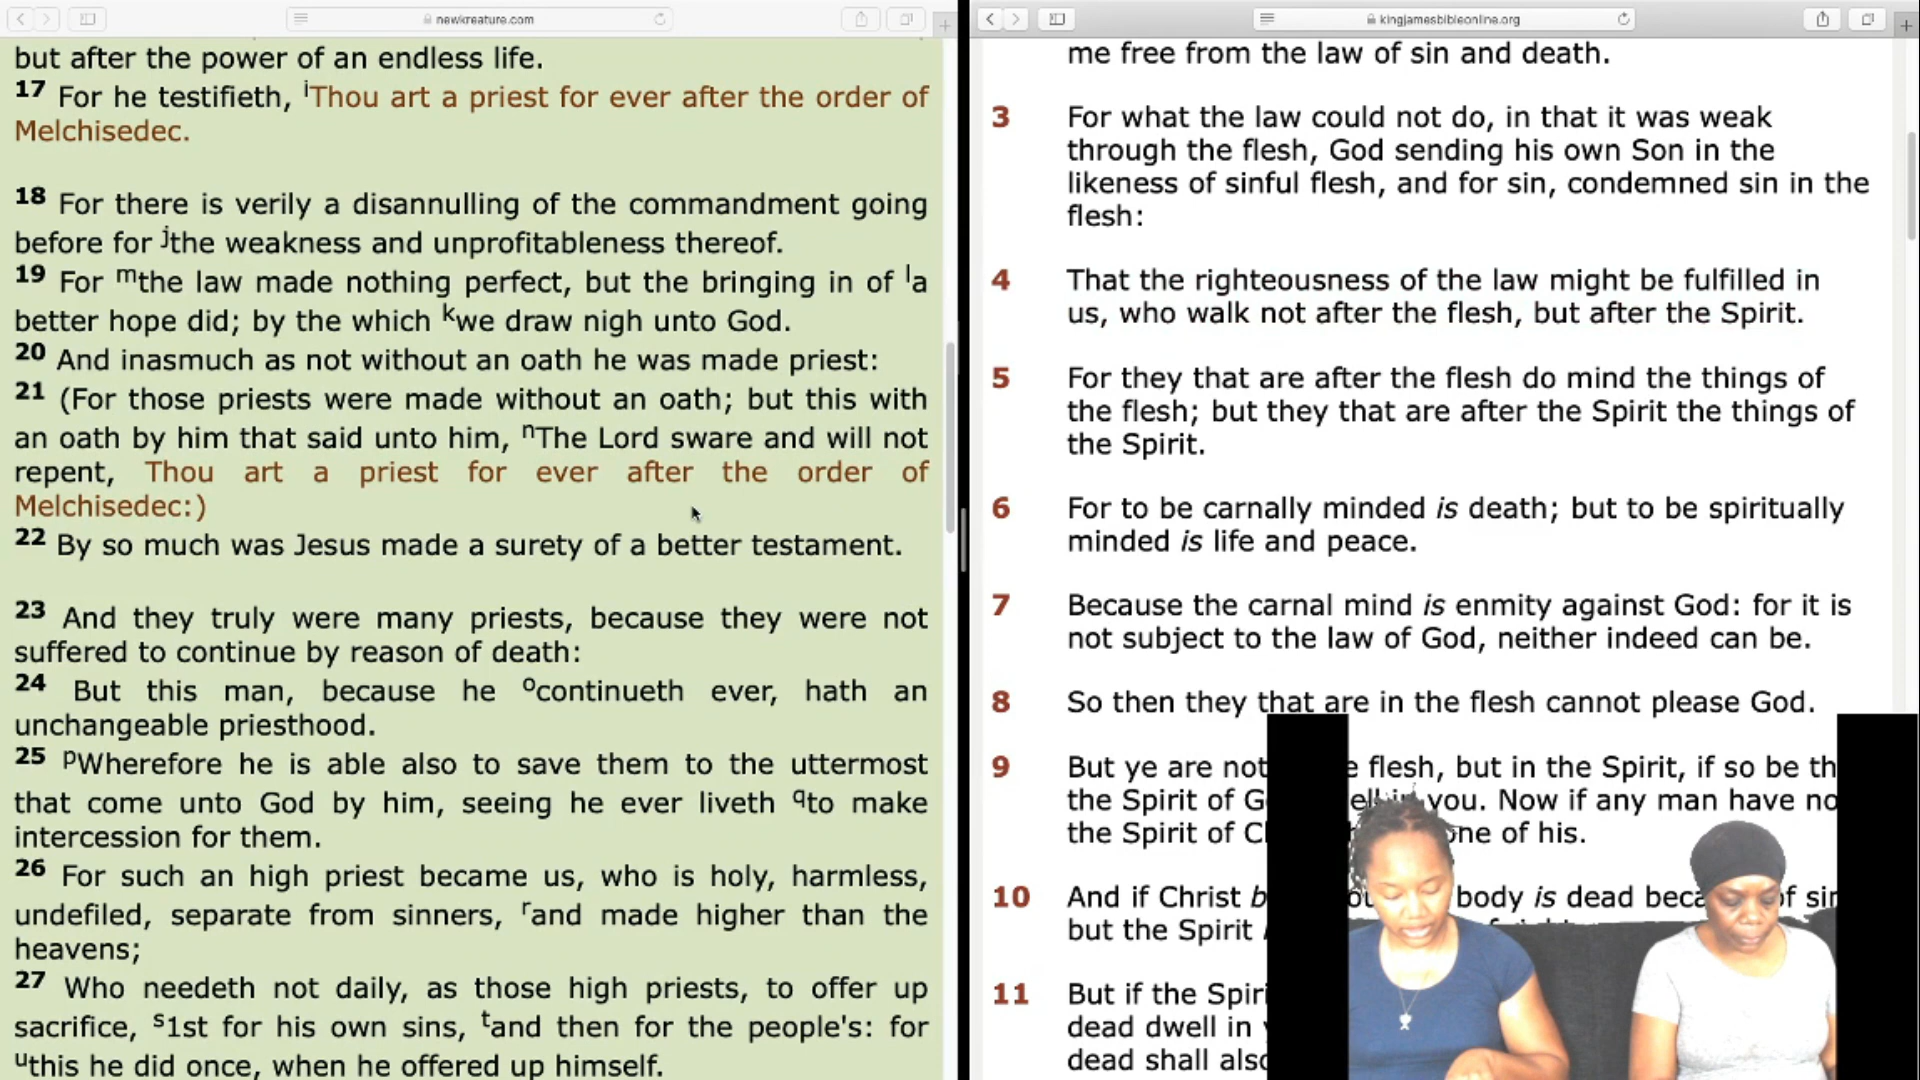 newkreature.com
but after the power of an endless life.
17 For he testifieth, iThou art a priest for ever after the order of
Melchisedec.
18 For there is verily a disannulling of the commandment going
before for jthe weakness and unprofitableness thereof.
19 For mthe law made nothing perfect, but the bringing in of la
better hope did; by the which kwe draw nigh unto God.
20 And inasmuch as not without an oath he was made priest:
21 (For those priests were made without an oath; but this with
an oath by him that said unto him, nThe Lord sware and will not
repent, Thou art a priest for ever after the order of
Melchisedec:)
22 By so much was Jesus made a surety of a better testament.
23 And they truly were many priests, because they were not
suffered to continue by reason of death:
24 But this man, because he ocontinueth ever, hath an
unchangeable priesthood.
25 pWherefore he is able also to save them to the uttermost
that come unto God by him, seeing he ever liveth qto make
intercession for them.
26 For such an high priest became us, who is holy, harmless,
undefiled, separate from sinners, rand made higher than the
heavens;
27 Who needeth not daily, as those high priests, to offer up
sacrifice, s1st for his own sins, tand then for the people's: for
uthis he did once, when he offered up himself.
kingjamesbibleonline.org
me free from the law of sin and death.
3 For what the law could not do, in that it was weak
through the flesh, God sending his own Son in the
likeness of sinful flesh, and for sin, condemned sin in the
flesh:
4 That the righteousness of the law might be fulfilled in
us, who walk not after the flesh, but after the Spirit.
5 For they that are after the flesh do mind the things of
the flesh; but they that are after the Spirit the things of
the Spirit.
6 For to be carnally minded is death; but to be spiritually
minded is life and peace.
7 Because the carnal mind is enmity against God: for it is
not subject to the law of God, neither indeed can be.
8 So then they that are in the flesh cannot please God.
9 But ye are not flesh, but in the Spirit, if so be
the Spirit of you. Now if any man have
the Spirit of of his.
10 And if Christ body is dead of
but the Spirit
11 But if the
dead dwell in
dead shall